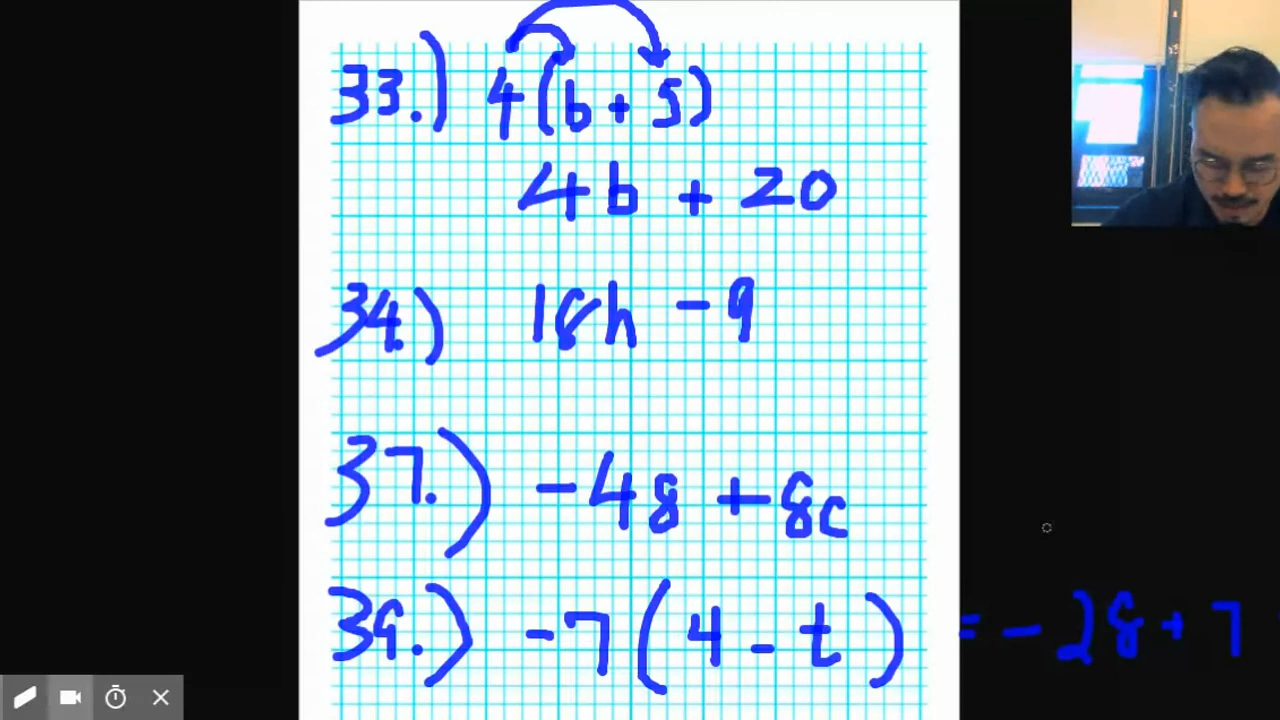 33.) 4(b + 5)
4b + 20
34.) 18h - 9
37.) -48 + 8c
39.) -7(4 - t) = -28 + 7